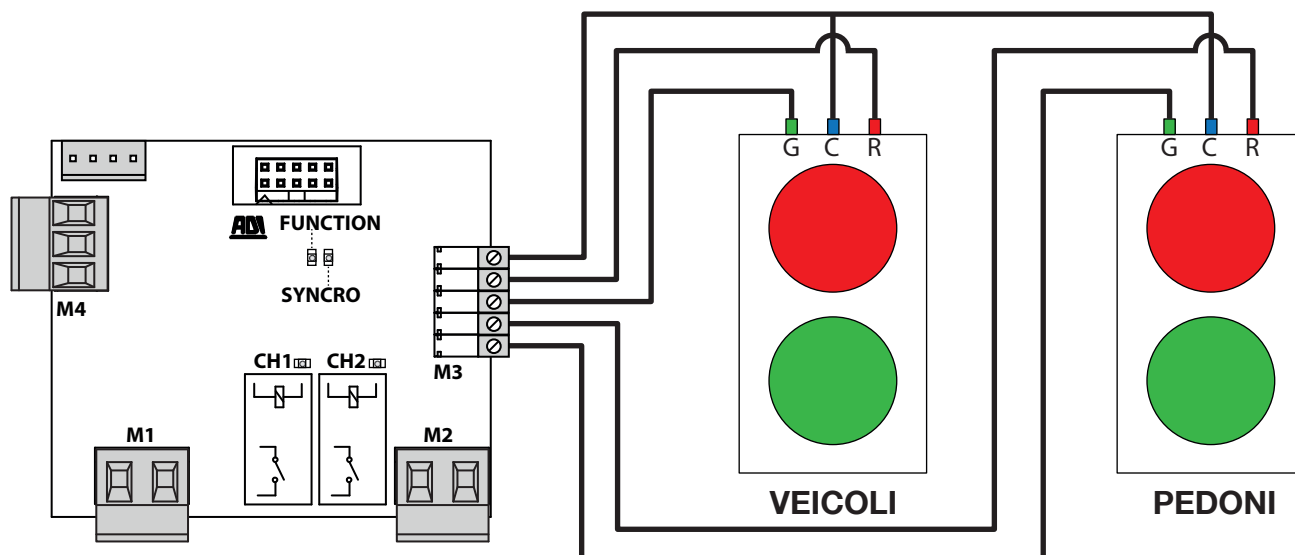 G C R
G C R
ADI FUNCTION
SYNCRO
M4
M3
CH1 CH2
M1
M2
VEICOLI
PEDONI